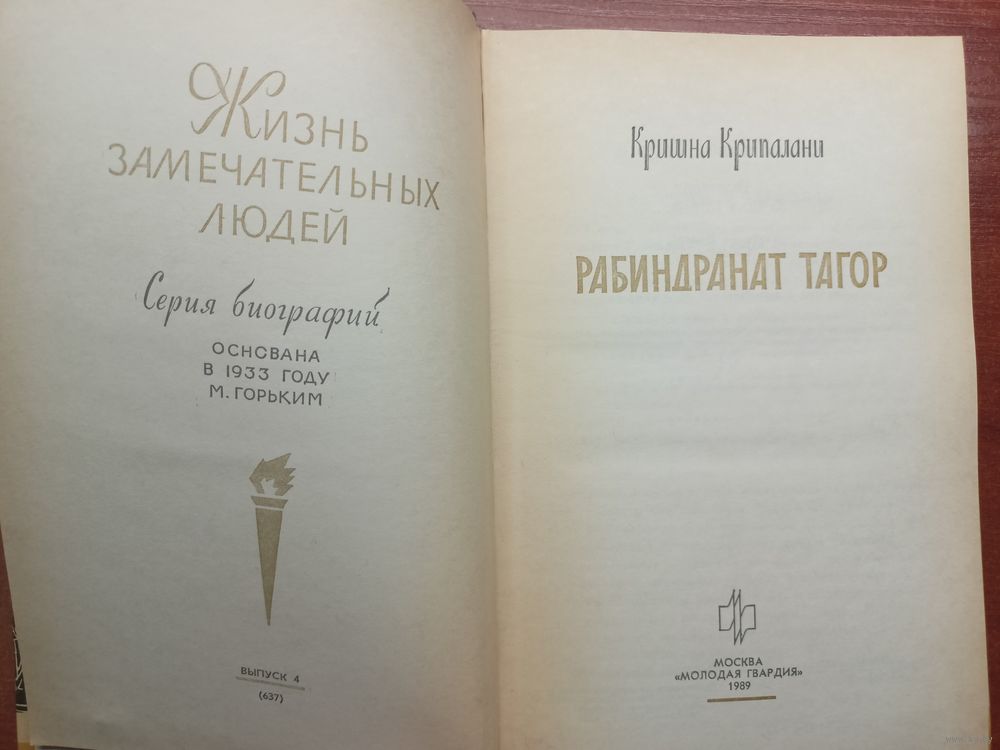 Жизнь
ЗАМЕЧАТЕЛЬНЫХ
ЛЮДЕЙ
Серия биографий
ОСНОВАНА
В 1933 ГОДУ
М. ГОРЬКИМ
ВЫПУСК 4
(637)
Кришна Крипалани
РАБИНДРАНАТ ТАГОР
МОСКВА
«МОЛОДАЯ ГВАРДИЯ»
1989